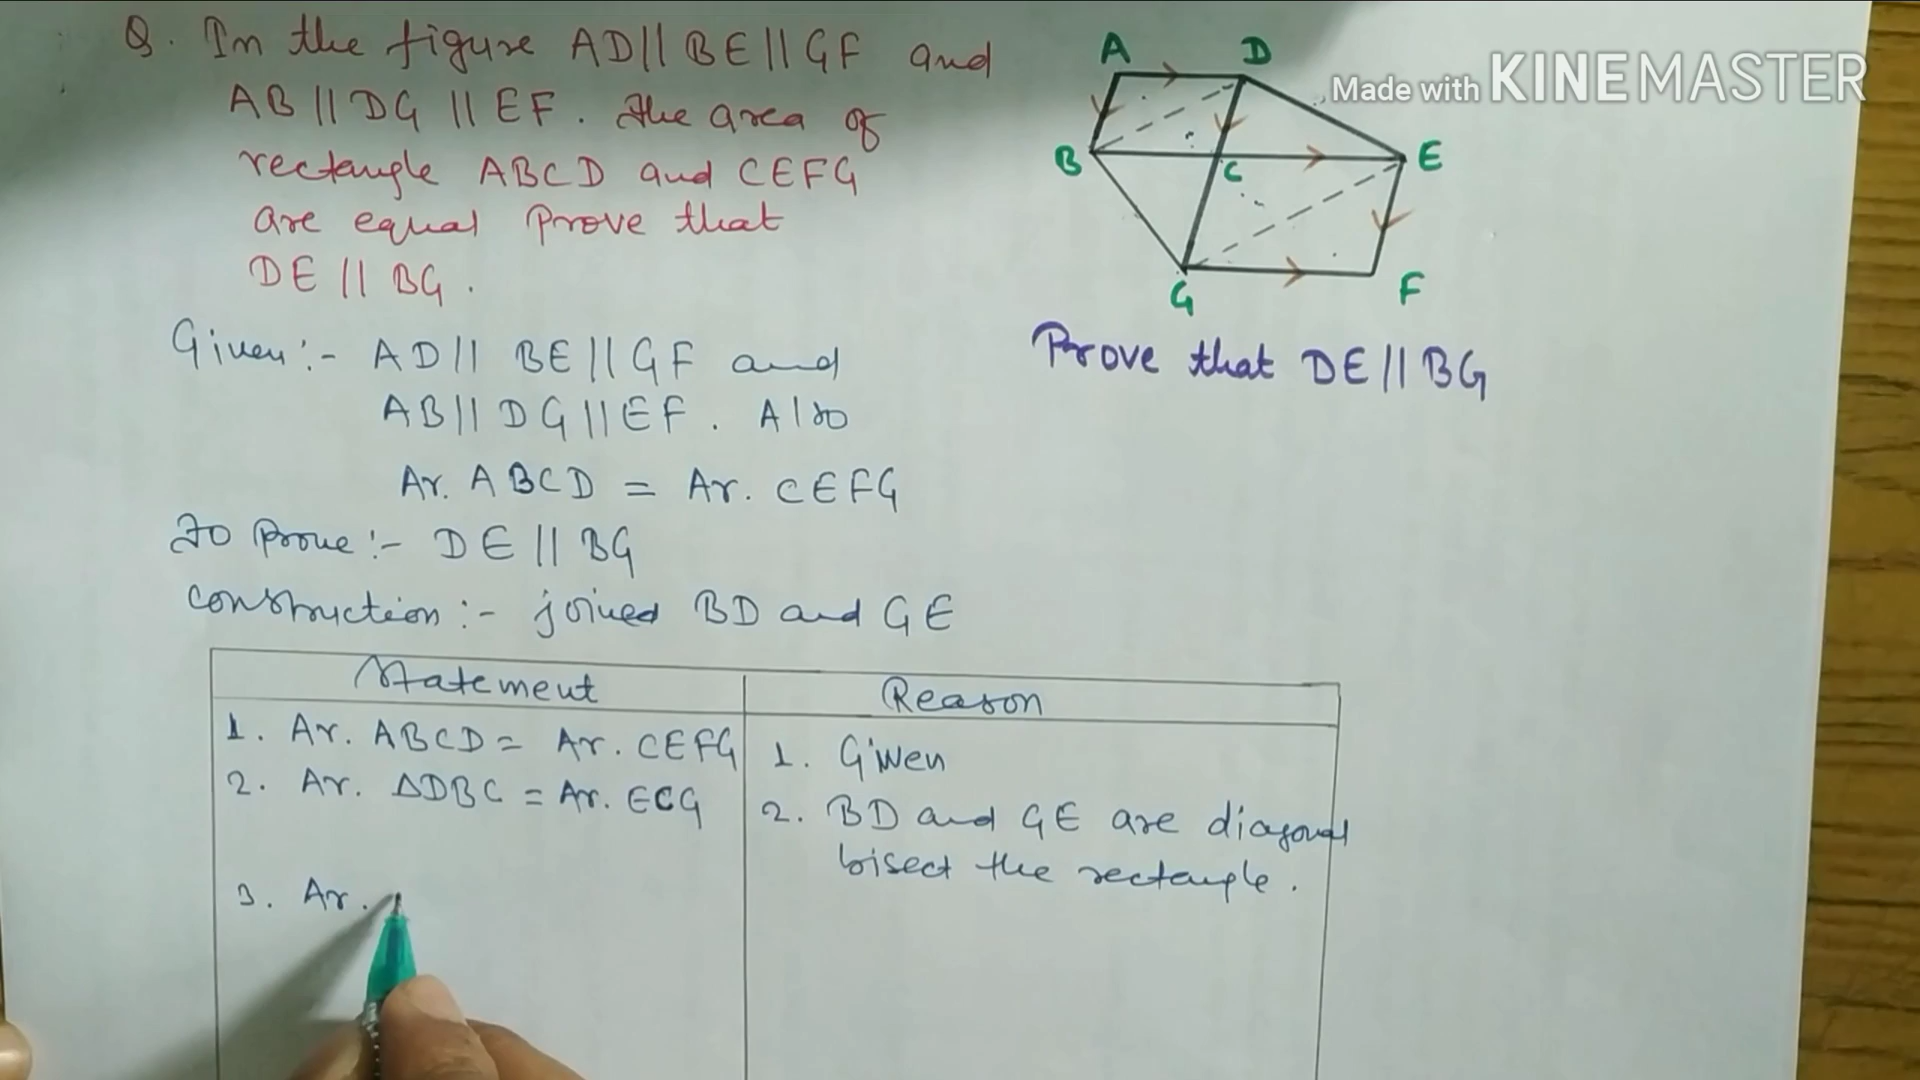 Q. In the figure AD||BE||GF and
AB||DG||EF. The area of
rectangle ABCD and CEFG
are equal Prove that
DE||BG.
A D
B C E
G F
Made with KINEMASTER
Prove that DE||BG
Given:- AD|| BE||GF and
AB||DG||EF. Also
Ar. ABCD = Ar. CEFG
To Prove:- DE||BG
Construction:- joined BD and GE
Statement Reason
1. Ar. ABCD = Ar. CEFG 1. Given
2. Ar. ΔDBC = Ar. ECG 2. BD and GE are diagonal
bisect the rectangle.
3. Ar.